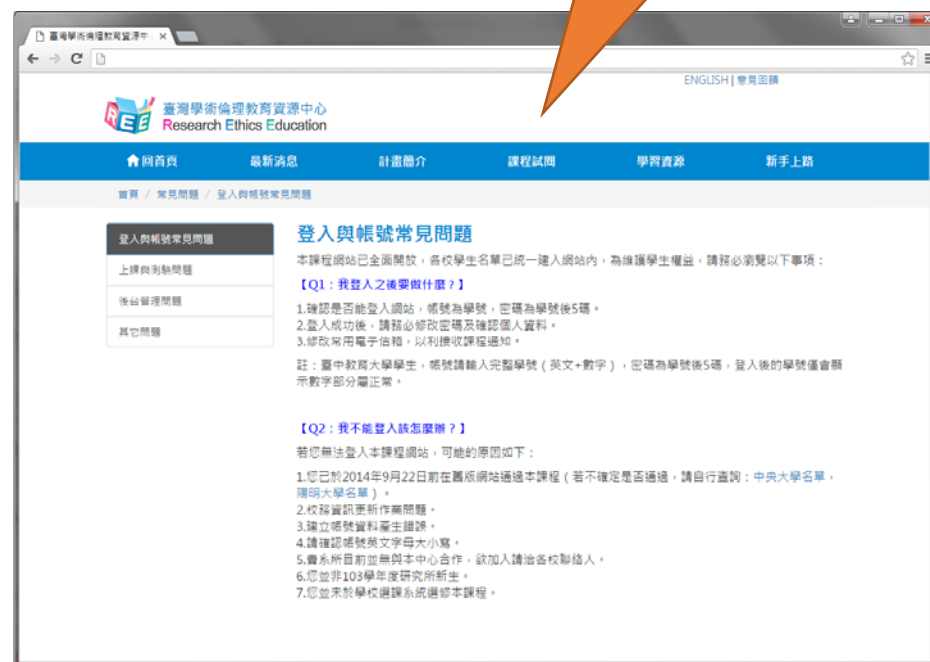 臺灣學術倫理教育資源中 ×
ENGLISH | 意見回饋
臺灣學術倫理教育資源中心
REE Research Ethics Education
回首頁 最新消息 計畫簡介 課程試閱 學習資源 新手上路
首頁 / 常見問題 / 登入與帳號常見問題
登入與帳號常見問題
上課與測驗問題
後台管理問題
其它問題
登入與帳號常見問題
本課程網站已全面開放，各校學生名單已統一建入網站內，為維護學生權益，請務必瀏覽以下事項：
【Q1：我登入之後要做什麼？】
1.確認是否能登入網站，帳號為學號，密碼為學號後5碼。
2.登入成功後，請務必修改密碼及確認個人資料。
3.修改常用電子信箱，以利接收課程通知。
註：臺中教育大學學生，帳號請輸入完整學號（英文+數字），密碼為學號後5碼，登入後的學號僅會顯
示數字部分屬正常。
【Q2：我不能登入該怎麼辦？】
若您無法登入本課程網站，可能的原因如下：
1.您已於2014年9月22日前在舊版網站通過本課程（若不確定是否通過，請自行查詢：中央大學名單，
陽明大學名單）。
2.校務資訊更新作業問題。
3.建立帳號資料產生錯誤。
4.請確認帳號英文字母大小寫。
5.貴系所目前並無與本中心合作，欲加入請洽各校聯絡人。
6.您並非103學年度研究所新生。
7.您並未於學校選課系統選修本課程。